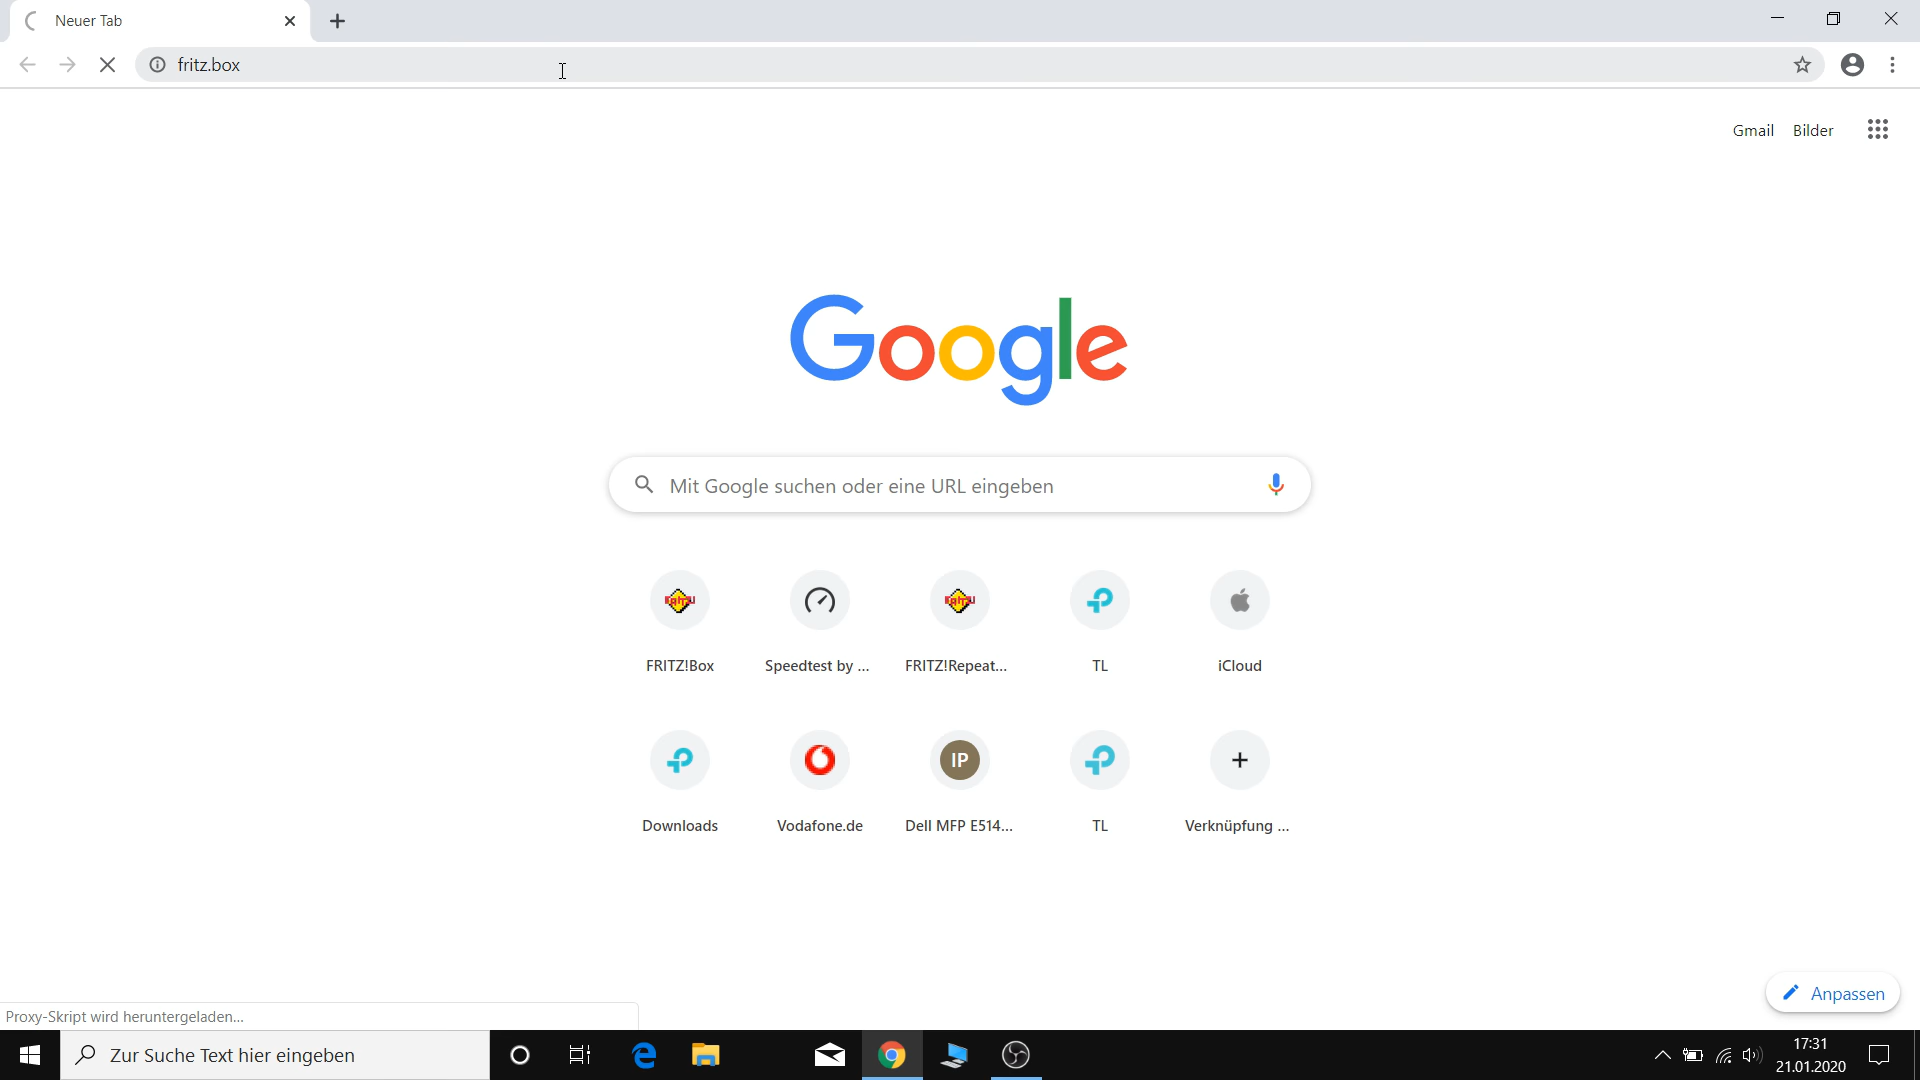 Neuer Tab
fritz.box
Gmail Bilder
Google
Mit Google suchen oder eine URL eingeben
FRITZ!Box Speedtest by ... FRITZ!Repeat... TL iCloud
IP
Downloads Vodafone.de Dell MFP E514... TL Verknüpfung ...
Anpassen
Proxy-Skript wird heruntergeladen...
Zur Suche Text hier eingeben
17:31
21.01.2020